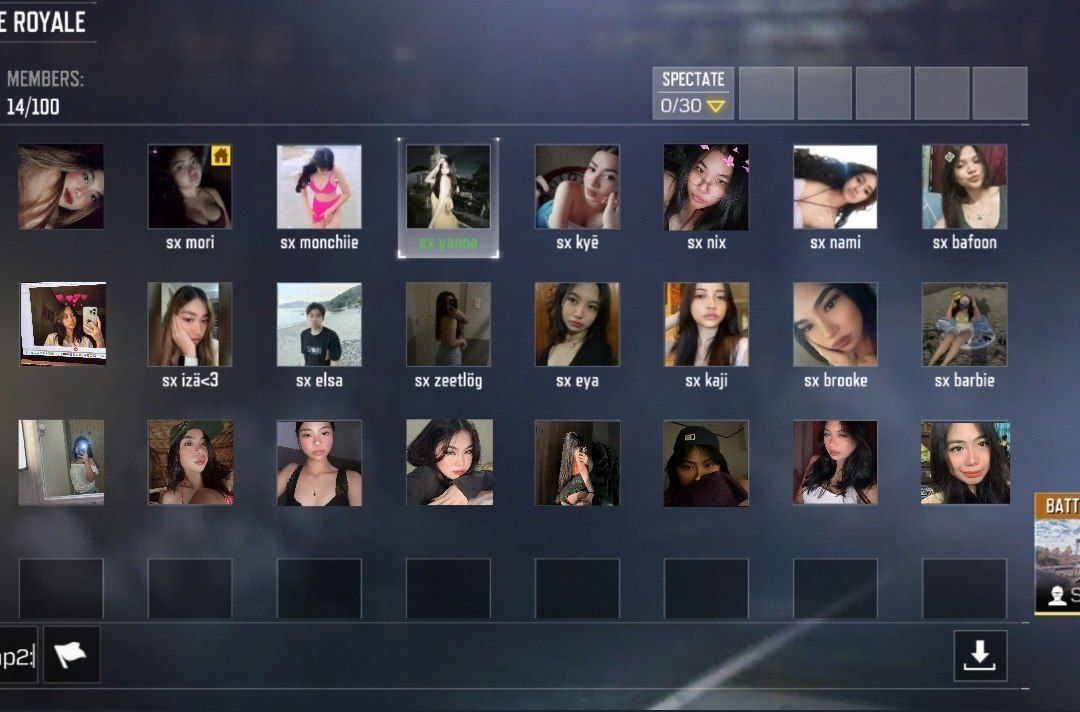 E ROYALE
MEMBERS:
14/100
SPECTATE
0/30
sx mori
sx monchiie
sx yanna
sx kyē
sx nix
sx nami
sx bafoon
sx izä<3
sx elsa
sx zeetlög
sx eya
sx kaji
sx brooke
sx barbie
BATT
S
p2;